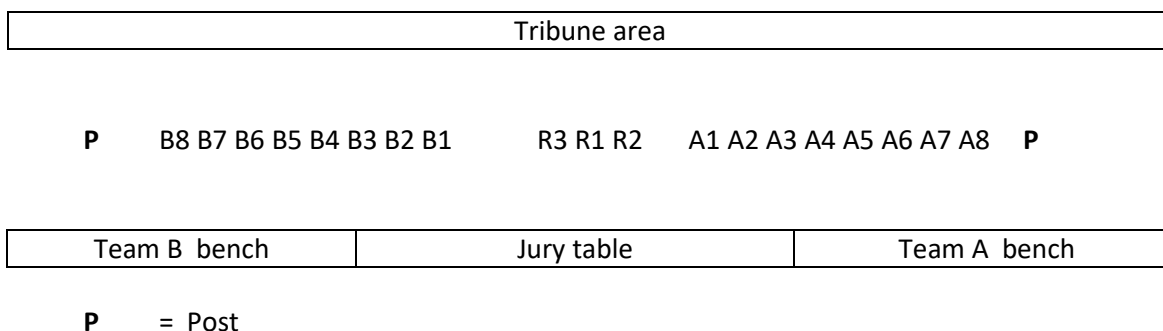 Tribune area
P B8 B7 B6 B5 B4 B3 B2 B1 R3 R1 R2 A1 A2 A3 A4 A5 A6 A7 A8 P
Team B bench Jury table Team A bench
P = Post